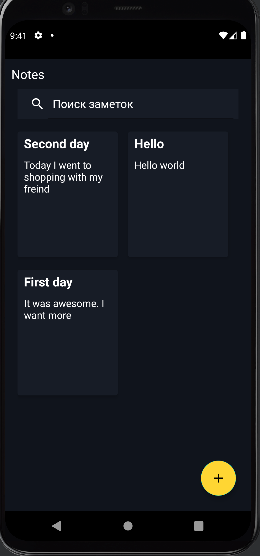 9:41
Notes
Поиск заметок
Second day
Today I went to
shopping with my
freind
Hello
Hello world
First day
It was awesome. I
want more
+